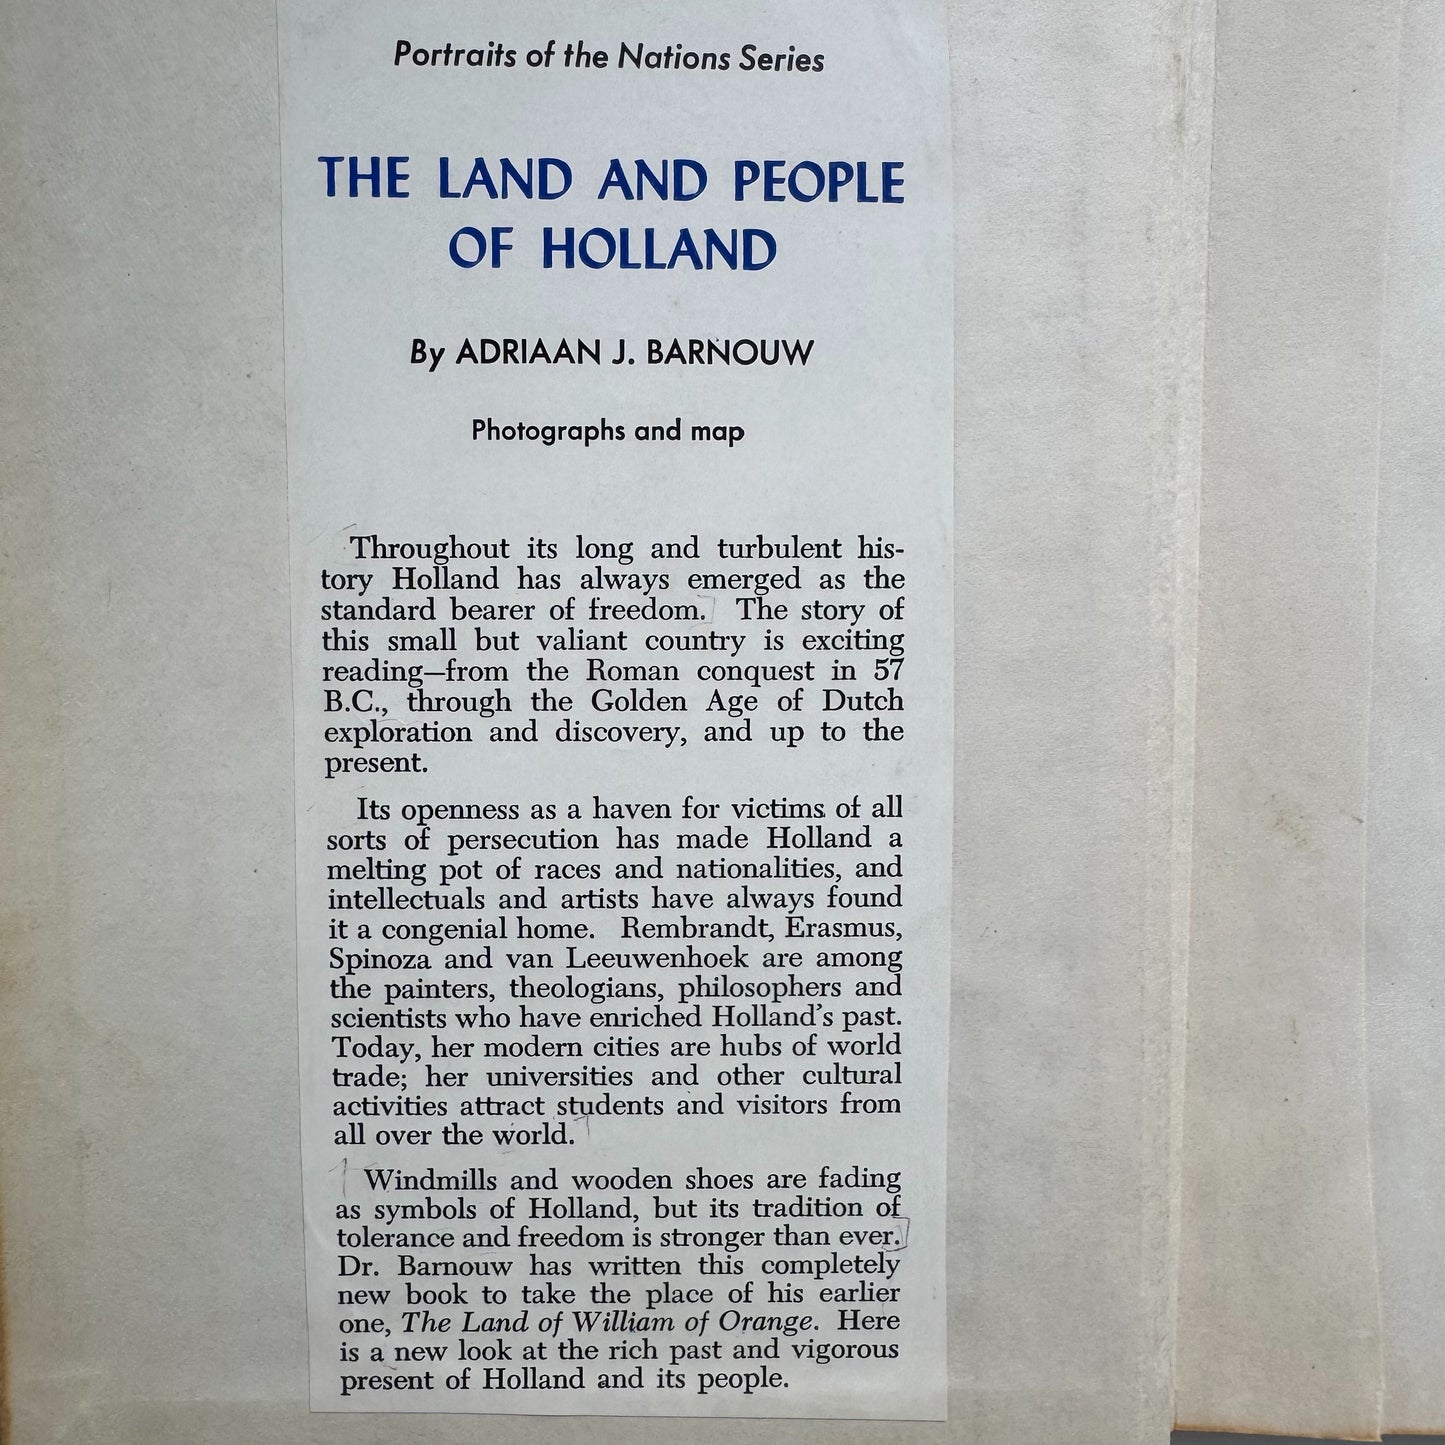 Portraits of the Nations Series
THE LAND AND PEOPLE
OF HOLLAND
By ADRIAAN J. BARNOUW
Photographs and map
Throughout its long and turbulent his-
tory Holland has always emerged as the
standard bearer of freedom. The story of
this small but valiant country is exciting
reading—from the Roman conquest in 57
B.C., through the Golden Age of Dutch
exploration and discovery, and up to the
present.
Its openness as a haven for victims of all
sorts of persecution has made Holland a
melting pot of races and nationalities, and
intellectuals and artists have always found
it a congenial home. Rembrandt, Erasmus,
Spinoza and van Leeuwenhoek are among
the painters, theologians, philosophers and
scientists who have enriched Holland's past.
Today, her modern cities are hubs of world
trade; her universities and other cultural
activities attract students and visitors from
all over the world.
Windmills and wooden shoes are fading
as symbols of Holland, but its tradition of
tolerance and freedom is stronger than ever.
Dr. Barnouw has written this completely
new book to take the place of his earlier
one, The Land of William of Orange. Here
is a new look at the rich past and vigorous
present of Holland and its people.